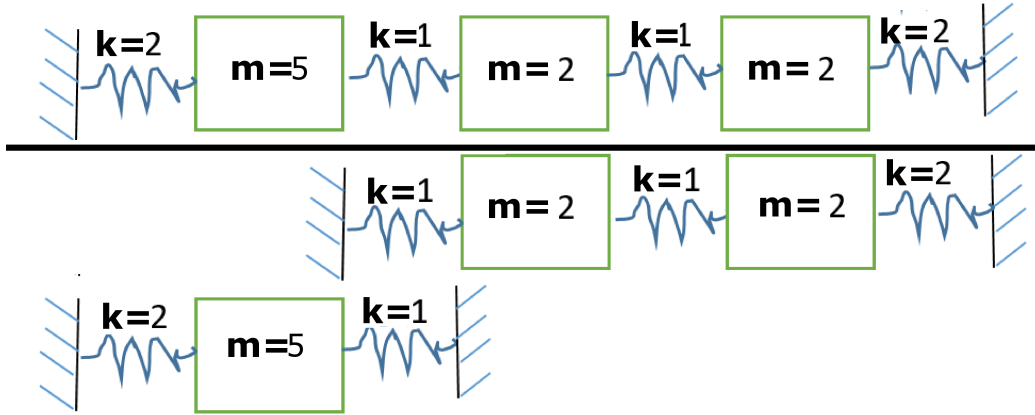 k=2 k=1 k=1 k=2
m=5 m= 2 m= 2
k=1 k=1 k=2
m= 2 m= 2
k=2 k=1
m=5